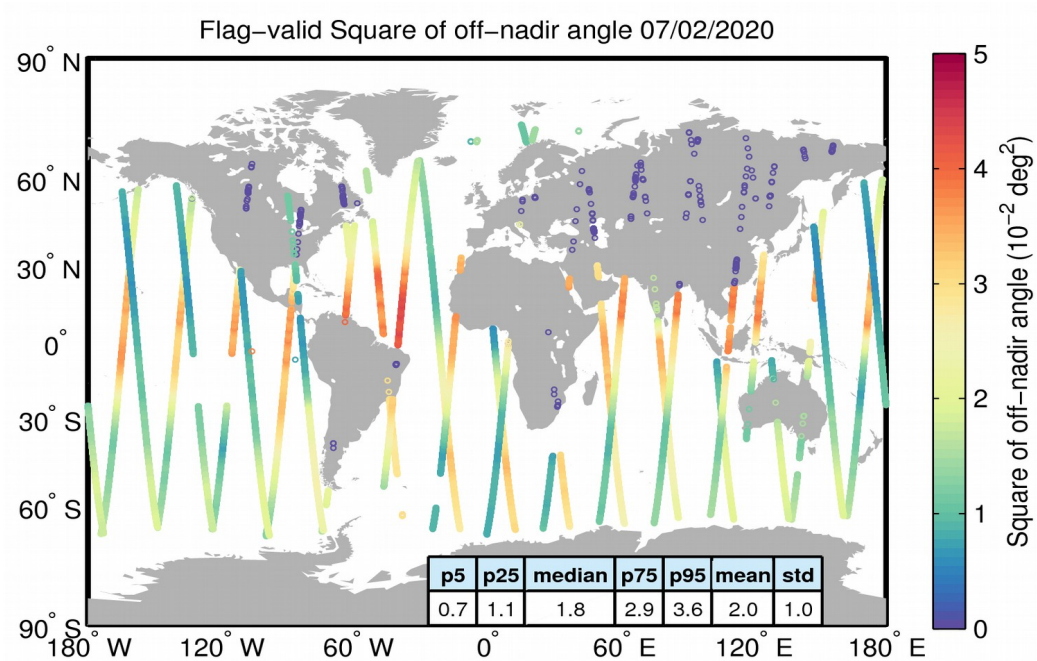 Flag−valid Square of off−nadir angle 07/02/2020
90° N
60° N
30° N
0°
30° S
60° S
90° S
180° W
120° W
60° W
0°
60° E
120° E
180° E
p5 p25 median p75 p95 mean std
0.7 1.1 1.8 2.9 3.6 2.0 1.0
5
4
3
2
1
0
Square of off−nadir angle (10⁻² deg²)